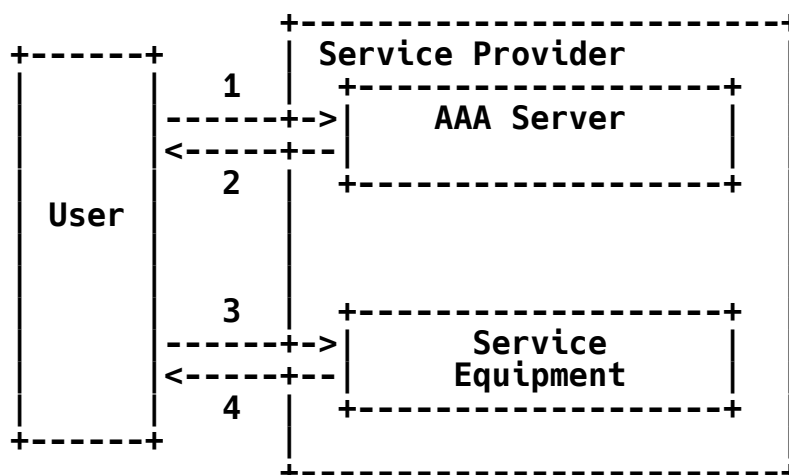 Service Provider
1
AAA Server
2
User
3
Service
Equipment
4